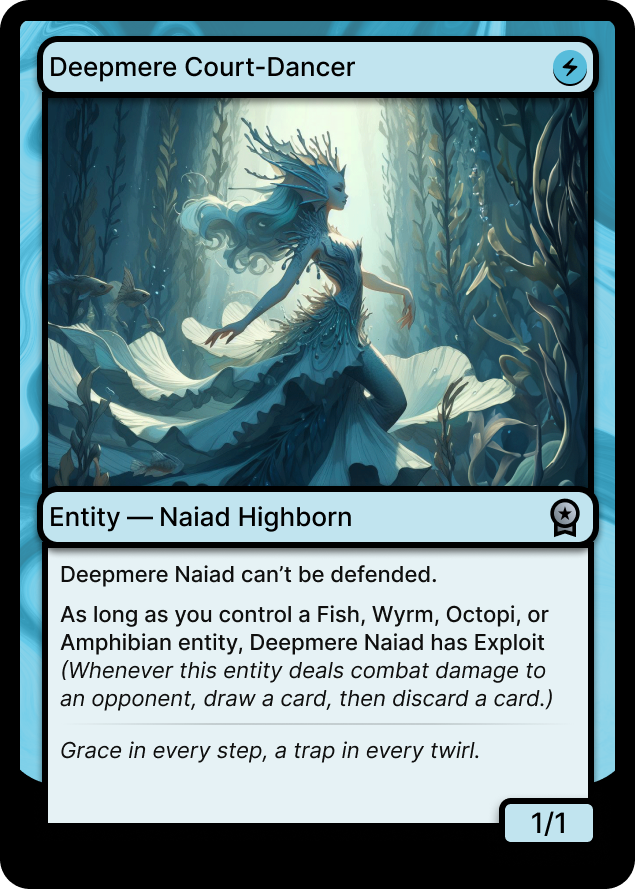 Deepmere Court-Dancer
Entity — Naiad Highborn
Deepmere Naiad can’t be defended.
As long as you control a Fish, Wyrm, Octopi, or
Amphibian entity, Deepmere Naiad has Exploit
(Whenever this entity deals combat damage to
an opponent, draw a card, then discard a card.)
Grace in every step, a trap in every twirl.
1/1